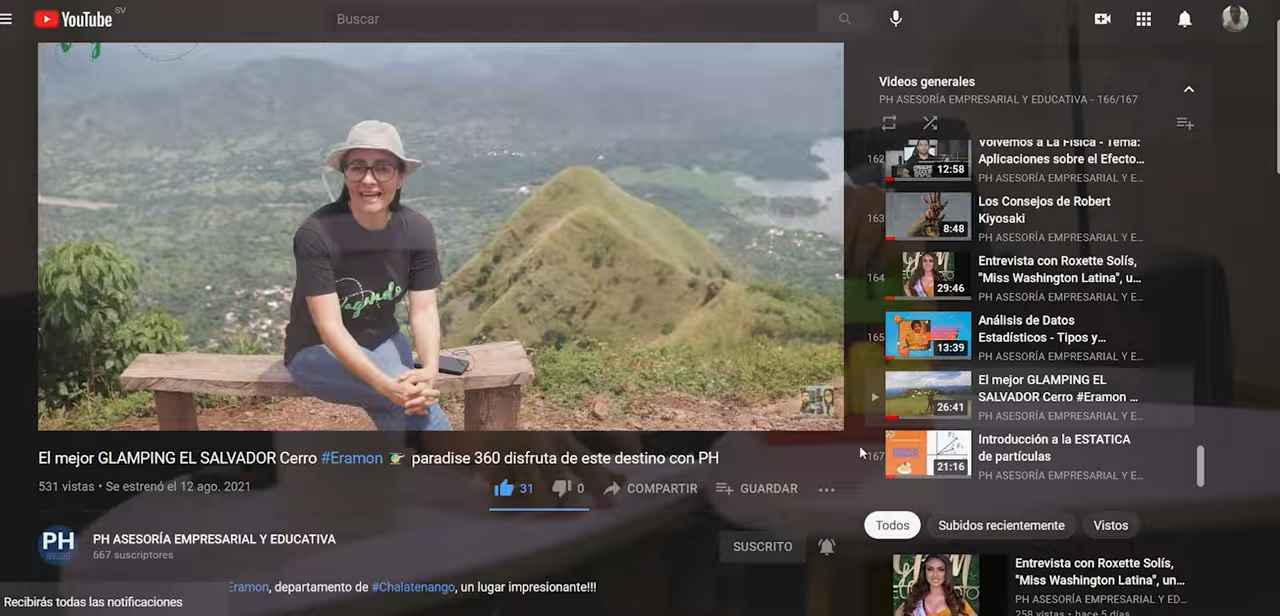 YouTube SV
Buscar
Videos generales
PH ASESORÍA EMPRESARIAL Y EDUCATIVA - 166/167
162
12:58
Volvemos a La Física - Tema:
Aplicaciones sobre el Efecto...
PH ASESORÍA EMPRESARIAL Y E...
163
8:48
Los Consejos de Robert
Kiyosaki
PH ASESORÍA EMPRESARIAL Y E...
164
29:46
Entrevista con Roxette Solís,
"Miss Washington Latina", u...
PH ASESORÍA EMPRESARIAL Y E...
165
13:39
Análisis de Datos
Estadísticos - Tipos y...
PH ASESORÍA EMPRESARIAL Y E...
26:41
El mejor GLAMPING EL
SALVADOR Cerro #Eramon ...
PH ASESORÍA EMPRESARIAL Y E...
167
21:16
Introducción a la ESTATICA
de partículas
PH ASESORÍA EMPRESARIAL Y E...
El mejor GLAMPING EL SALVADOR Cerro #Eramon paradise 360 disfruta de este destino con PH
531 vistas • Se estrenó el 12 ago. 2021
31
0
COMPARTIR
GUARDAR
PH
PH ASESORÍA EMPRESARIAL Y EDUCATIVA
667 suscriptores
SUSCRITO
Eramon, departamento de #Chalatenango, un lugar impresionante!!!
Recibirás todas las notificaciones
Todos
Subidos recientemente
Vistos
Entrevista con Roxette Solís,
"Miss Washington Latina", un...
PH ASESORÍA EMPRESARIAL Y ED...
258 vistas • hace 5 días